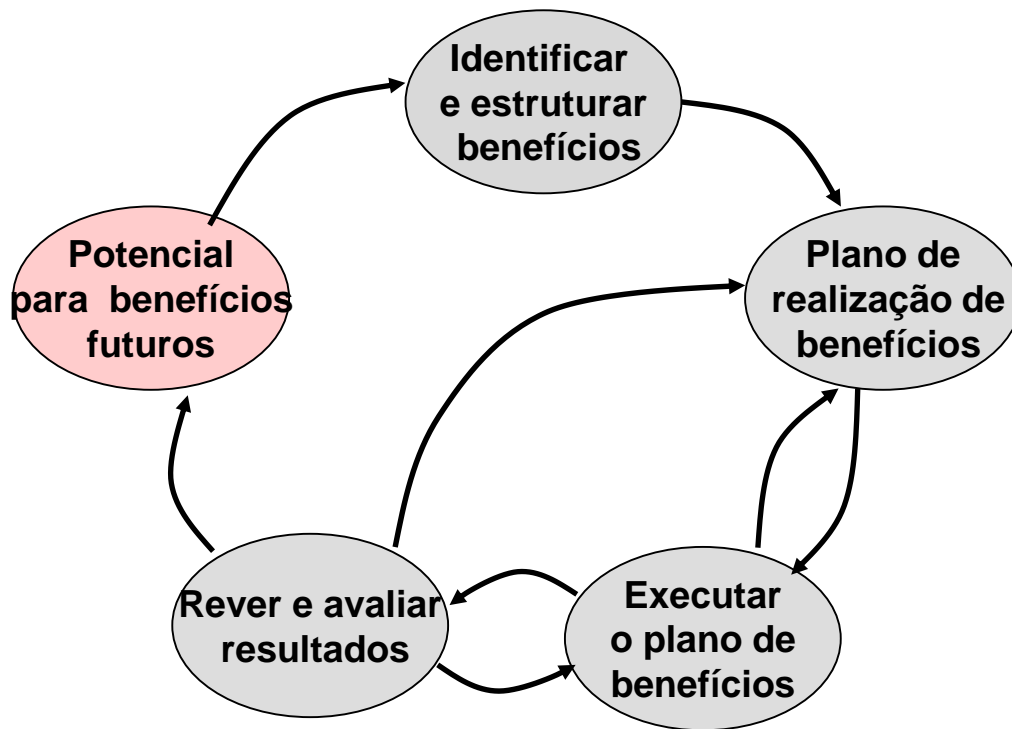 Identificar
e estruturar
benefícios
Potencial
para benefícios
futuros
Plano de
realização de
benefícios
Rever e avaliar
resultados
Executar
o plano de
benefícios